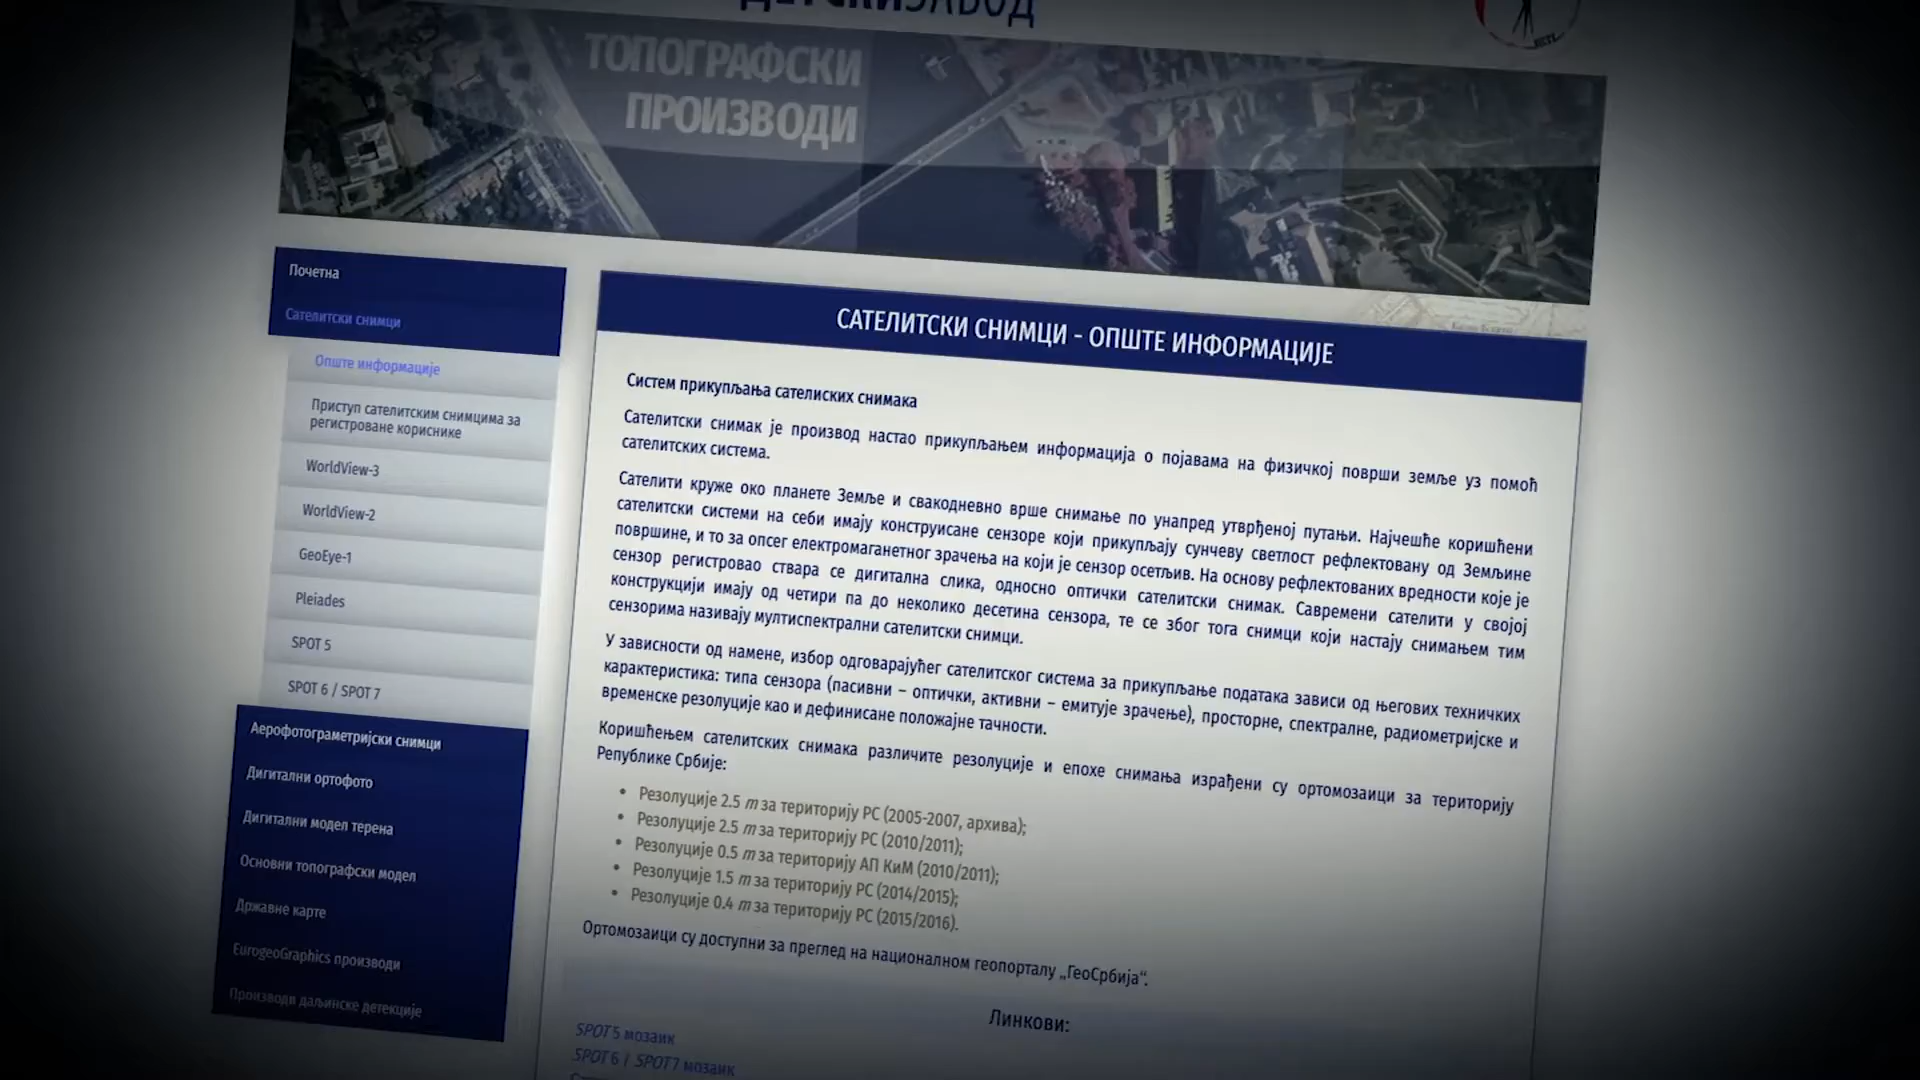 ТОПОГРАФСКИ
ПРОИЗВОДИ
Почетна
Сателитски снимци
Опште информације
Приступ сателитским снимцима за
регистроване кориснике
WorldView-3
WorldView-2
GeoEye-1
Pleiades
SPOT 5
SPOT 6 / SPOT 7
Аерофотограметријски снимци
Дигитални ортофото
Дигитални модел терена
Основни топографски модел
Државне карте
EurogeoGraphics производи
Производи даљинске детекције
САТЕЛИТСКИ СНИМЦИ - ОПШТЕ ИНФОРМАЦИЈЕ
Систем прикупљања сателиских снимака
Сателитски снимак је производ настао прикупљањем информација о појавама на физичкој површи земље уз помоћ
сателитских система.
Сателити круже око планете Земље и свакодневно врше снимање по унапред утврђеној путањи. Најчешће коришћени
сателитски системи на себи имају конструисане сензоре који прикупљају сунчеву светлост рефлектовану од Земљине
површине, и то за опсег електромаганетног зрачења на који је сензор осетљив. На основу рефлектованих вредности које је
сензор регистровао ствара се дигитална слика, односно оптички сателитски снимак. Савремени сателити у својој
конструкцији имају од четири па до неколико десетина сензора, те се због тога снимци који настају снимањем тим
сензорима називају мултиспектрални сателитски снимци.
У зависности од намене, избор одговарајућег сателитског система за прикупљање података зависи од његових техничких
карактеристика: типа сензора (пасивни – оптички, активни – емитује зрачење), просторне, спектралне, радиометријске и
временске резолуције као и дефинисане положајне тачности.
Коришћењем сателитских снимака различите резолуције и епохе снимања израђени су ортомозаици за територију
Републике Србије:
• Резолуције 2.5 m за територију РС (2005-2007, архива);
• Резолуције 2.5 m за територију РС (2010/2011);
• Резолуције 0.5 m за територију АП КиМ (2010/2011);
• Резолуције 1.5 m за територију РС (2014/2015);
• Резолуције 0.4 m за територију РС (2015/2016).
Ортомозаици су доступни за преглед на националном геопорталу „ГеоСрбија“.
Линкови:
SPOT 5 мозаик
SPOT 6 / SPOT 7 мозаик